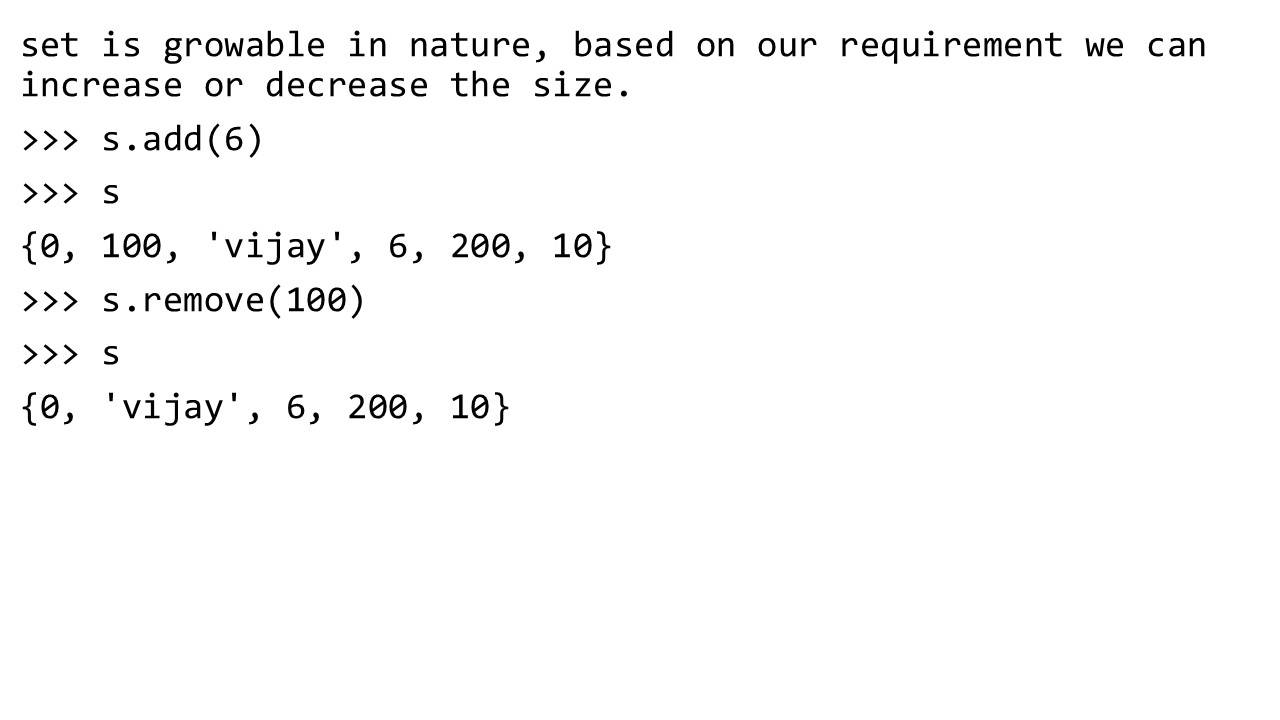 set is growable in nature, based on our requirement we can
increase or decrease the size.
>>> s.add(6)
>>> s
{0, 100, 'vijay', 6, 200, 10}
>>> s.remove(100)
>>> s
{0, 'vijay', 6, 200, 10}